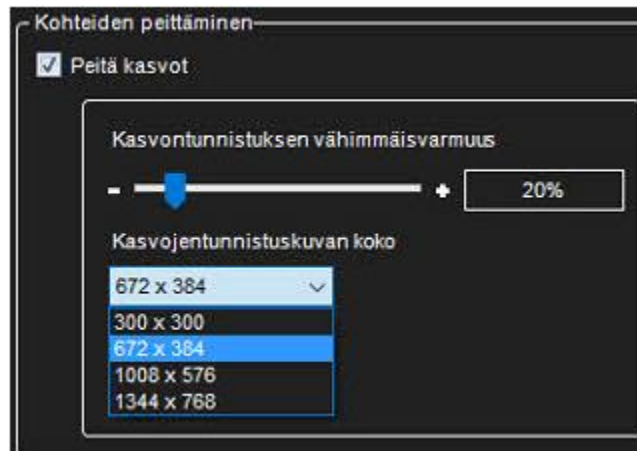 Kohteiden peittäminen
Peitä kasvot
Kasvontunnistuksen vähimmäisvarmuus
- + 20%
Kasvojentunnistuskuvan koko
672 x 384
300 x 300
672 x 384
1008 x 576
1344 x 768